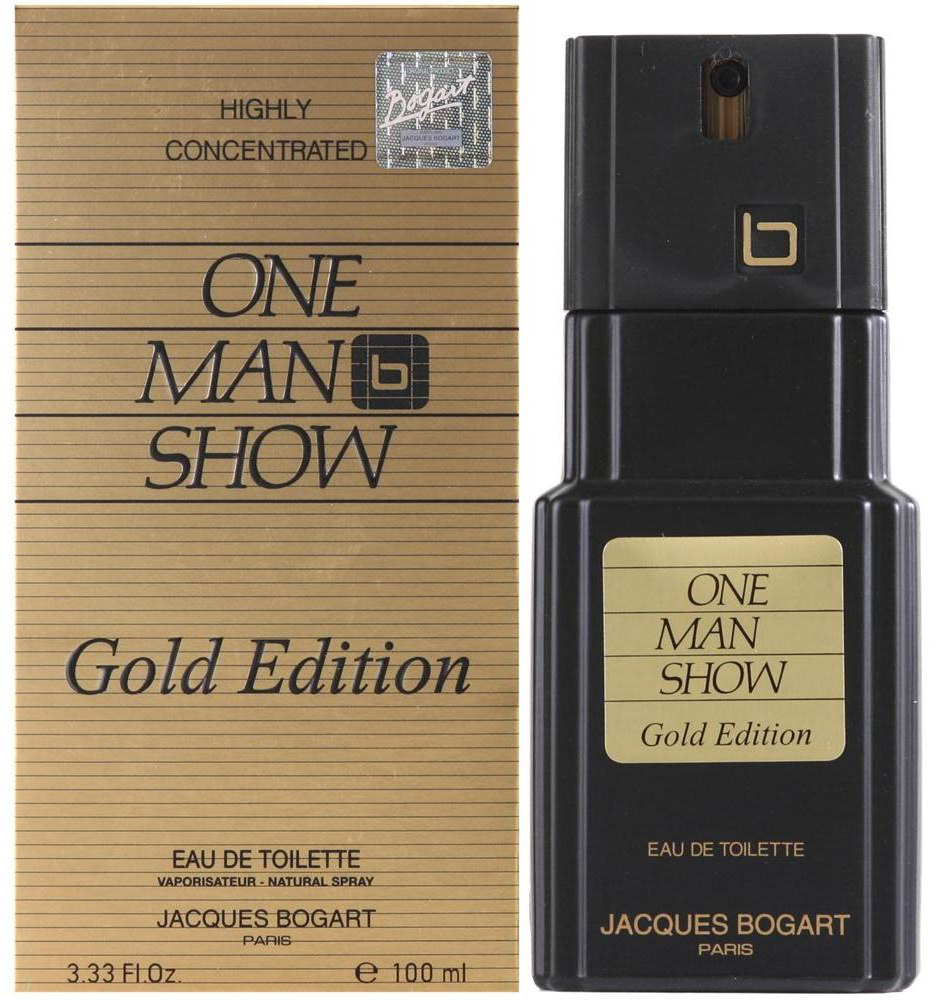 HIGHLY
CONCENTRATED
Bogart
JACQUES BOGART
ONE
MAN b
SHOW
Gold Edition
EAU DE TOILETTE
VAPORISATEUR - NATURAL SPRAY
JACQUES BOGART
PARIS
3.33 Fl.Oz.
e 100 ml
b
ONE
MAN
SHOW
Gold Edition
EAU DE TOILETTE
JACQUES BOGART
PARIS